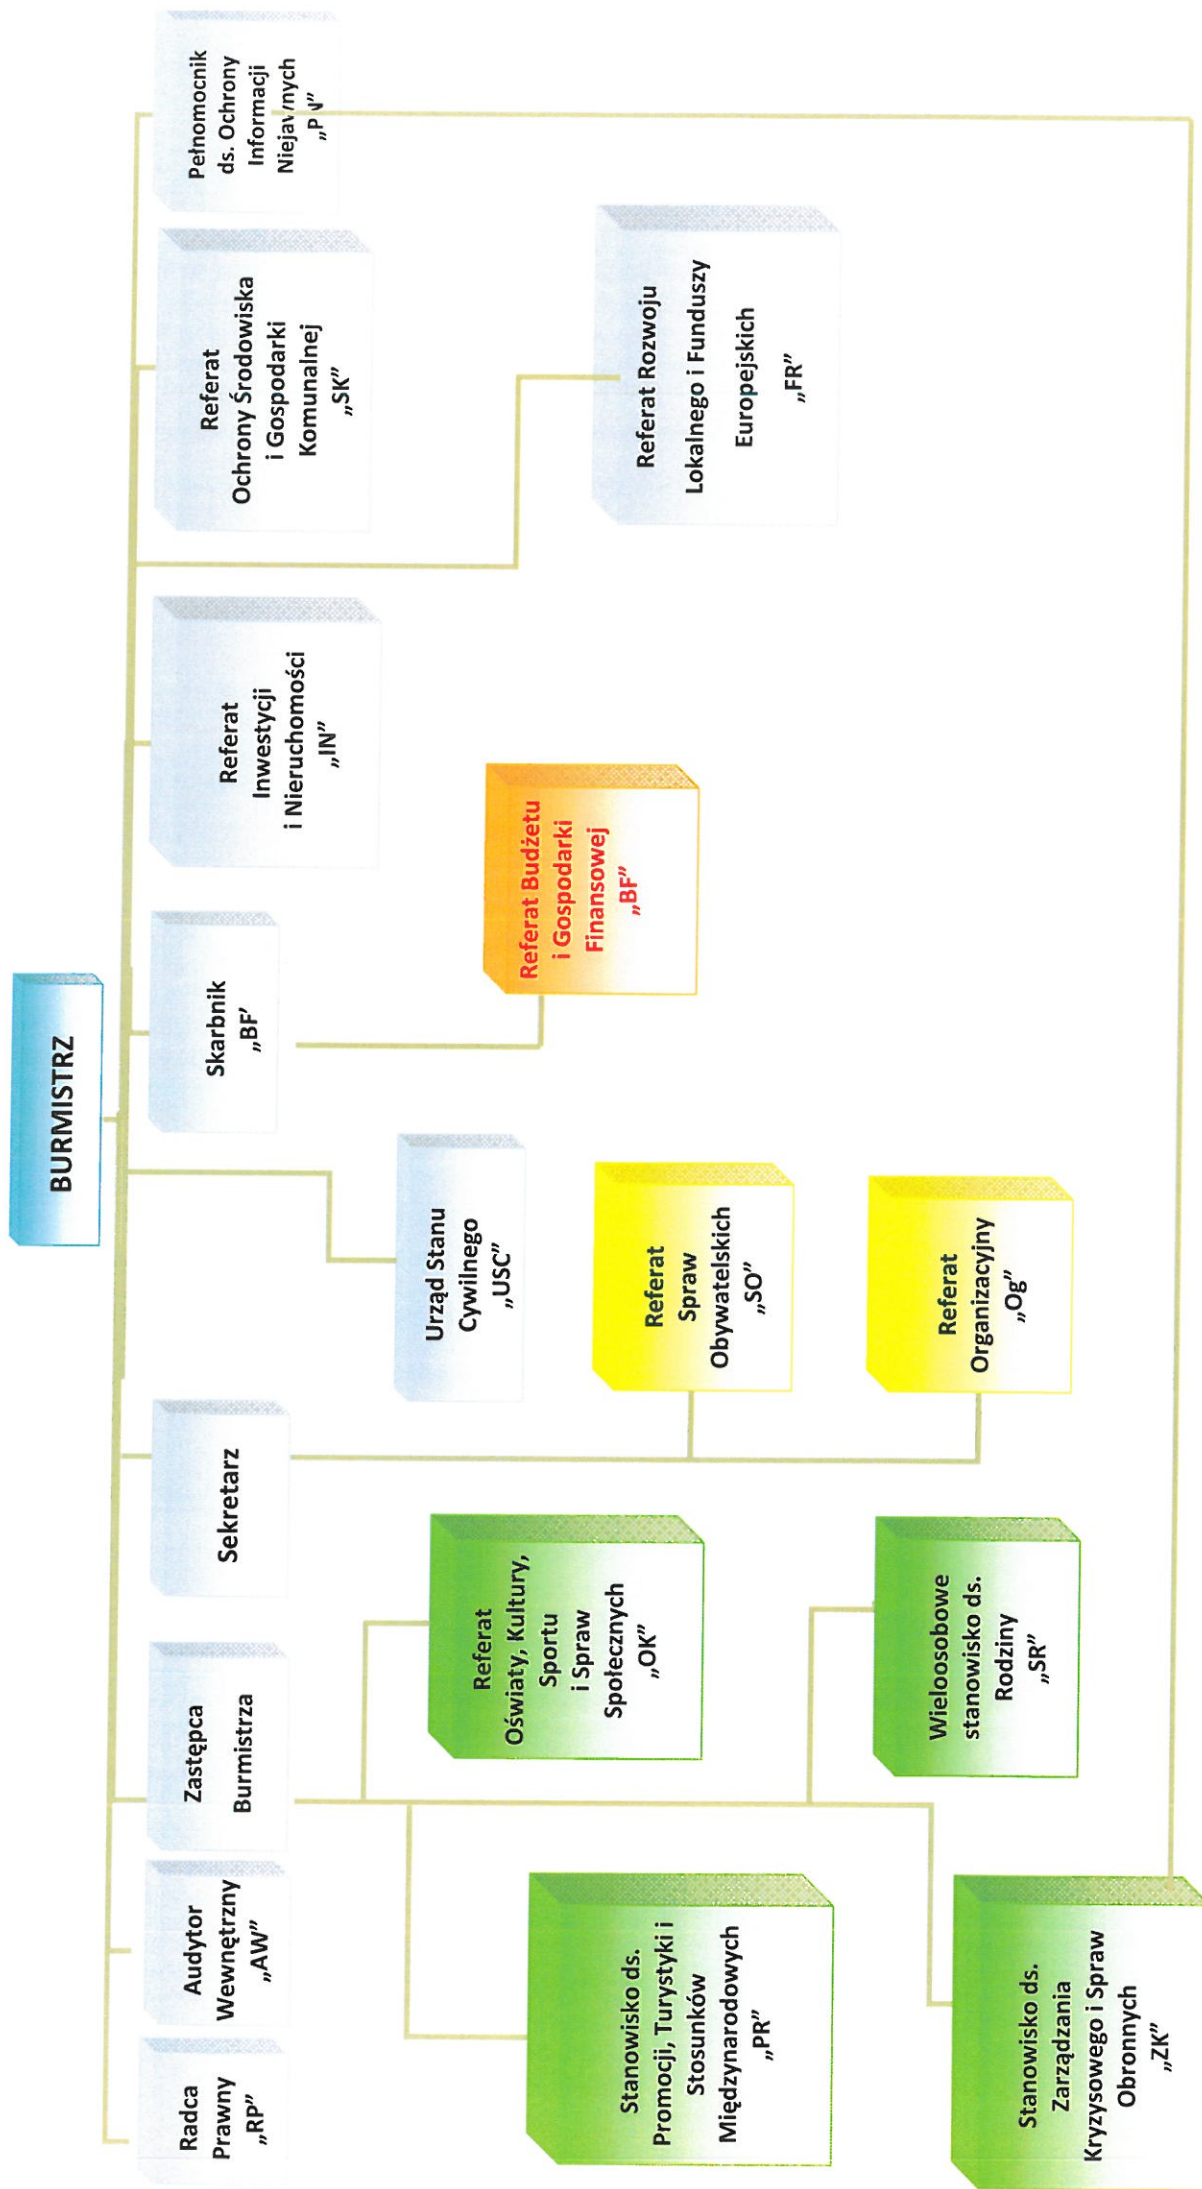 BURMISTRZ
Radca
Prawny
„RP”
Audytor
Wewnętrzny
„AW”
Zastępca
Burmistrza
Sekretarz
Skarbnik
„BF’
Referat
Inwestycji
i Nieruchomości
„IN”
Referat
Ochrony Środowiska
i Gospodarki
Komunalnej
„SK”
Pełnomocnik
ds. Ochrony
Informacji
Niejawnych
Urząd Stanu
Cywilnego
„USC”
Referat
Oświaty, Kultury,
Sportu
i Spraw
Społecznych
„OK”
Referat Budżetu
i Gospodarki
Finansowej
„BF”
Stanowisko ds.
Promocji, Turystyki i
Stosunków
Międzynarodowych
„PR”
Referat
Spraw
Obywatelskich
„SO”
Referat Rozwoju
Lokalnego i Funduszy
Europejskich
„FR”
Wieloosobowe
stanowisko ds.
Rodziny
„SR”
Referat
Organizacyjny
„Og”
Stanowisko ds.
Zarządzania
Kryzysowego i Spraw
Obronnych
„ZK”